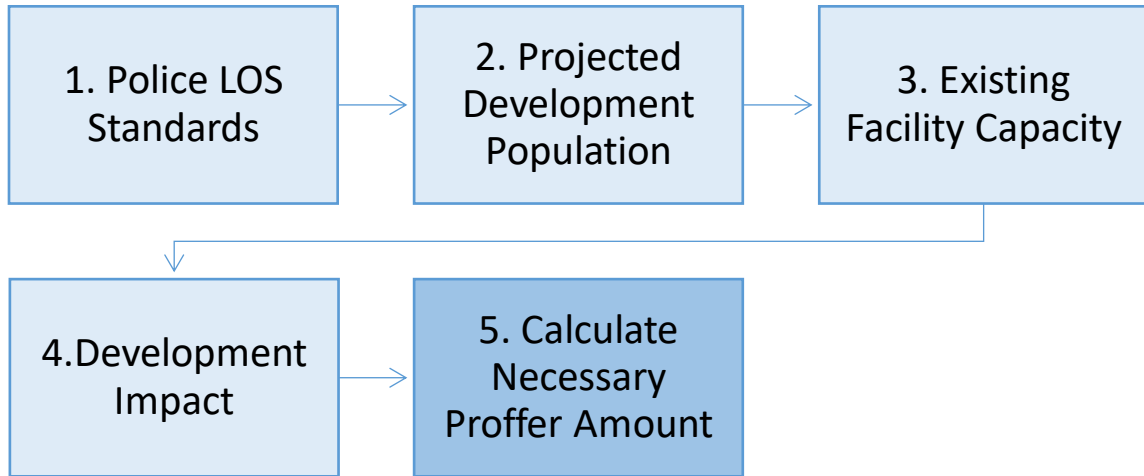 1. Police LOS
Standards
2. Projected
Development
Population
3. Existing
Facility Capacity
4.Development
Impact
5. Calculate
Necessary
Proffer Amount